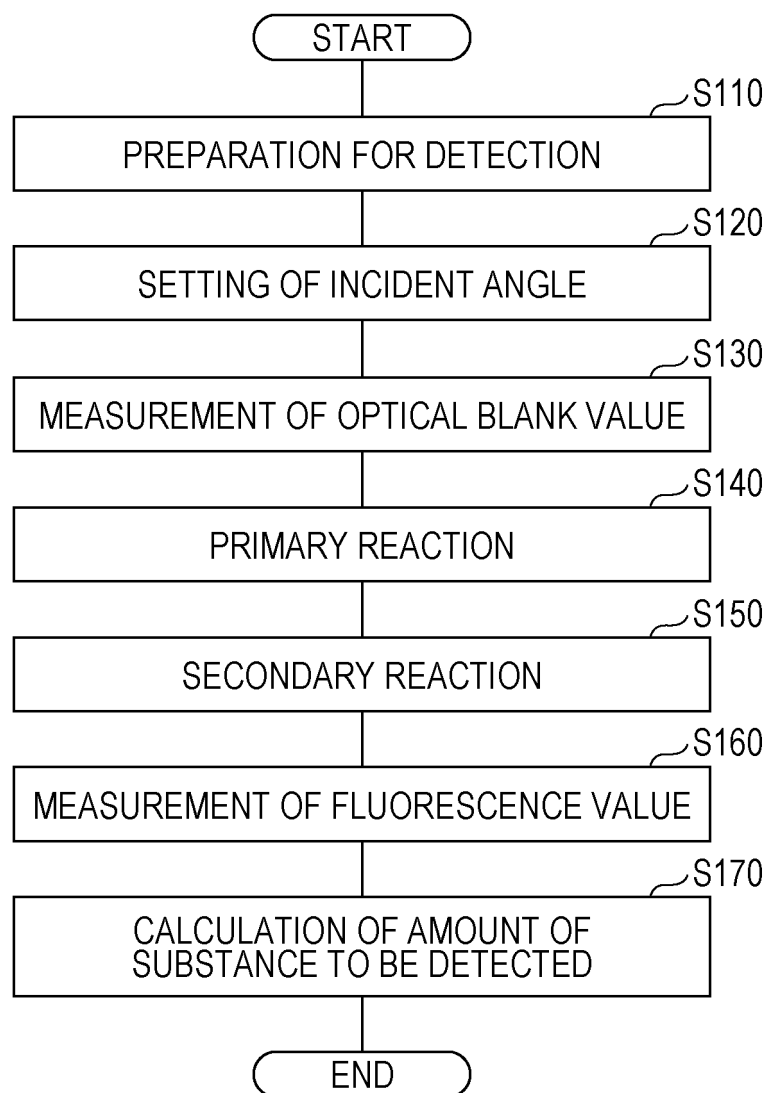 START
S110
PREPARATION FOR DETECTION
S120
SETTING OF INCIDENT ANGLE
S130
MEASUREMENT OF OPTICAL BLANK VALUE
S140
PRIMARY REACTION
S150
SECONDARY REACTION
S160
MEASUREMENT OF FLUORESCENCE VALUE
S170
CALCULATION OF AMOUNT OF
SUBSTANCE TO BE DETECTED
END